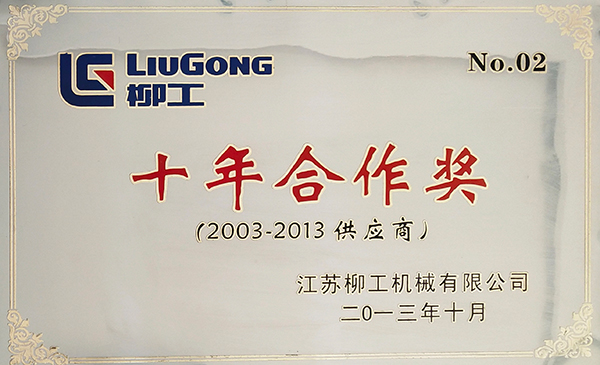 LIUGONG
柳工
No.02
十年合作奖
(2003-2013 供应商)
江苏柳工机械有限公司
二0一三年十月